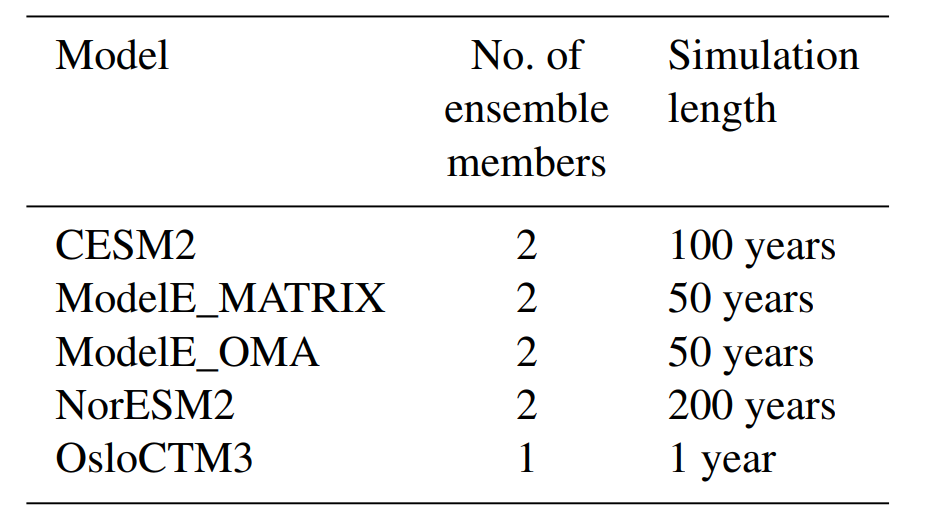 Model No. of Simulation
ensemble length
members
CESM2 2 100 years
ModelE_MATRIX 2 50 years
ModelE_OMA 2 50 years
NorESM2 2 200 years
OsloCTM3 1 1 year